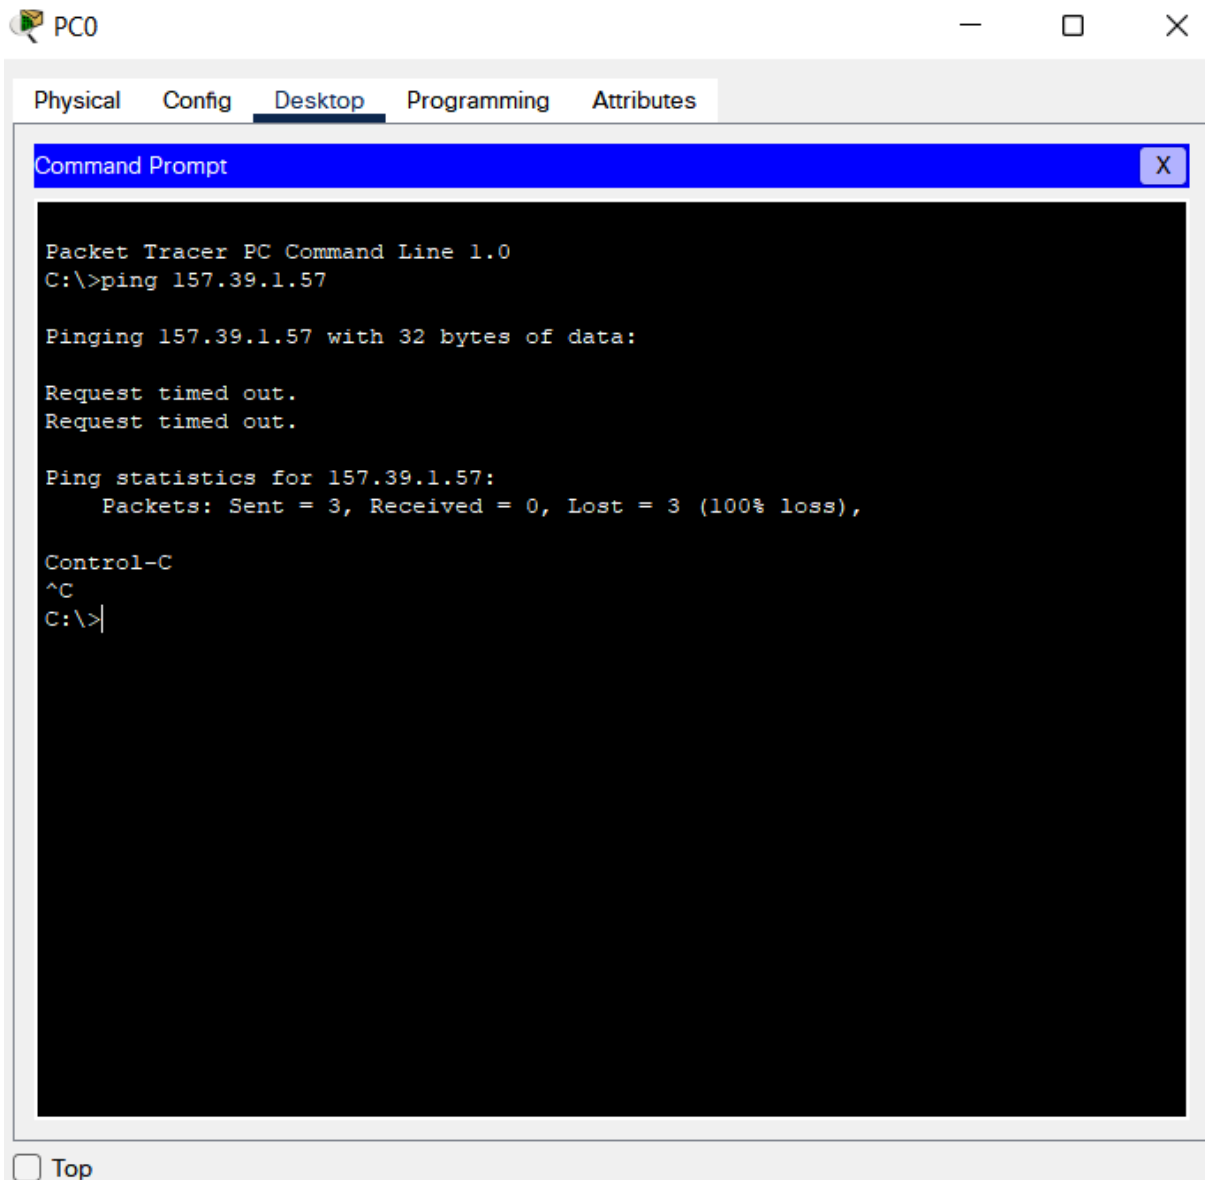 PC0
Physical Config Desktop Programming Attributes
Command Prompt X
Packet Tracer PC Command Line 1.0
C:\>ping 157.39.1.57
Pinging 157.39.1.57 with 32 bytes of data:
Request timed out.
Request timed out.
Ping statistics for 157.39.1.57:
    Packets: Sent = 3, Received = 0, Lost = 3 (100% loss),
Control-C
^C
C:\>
Top